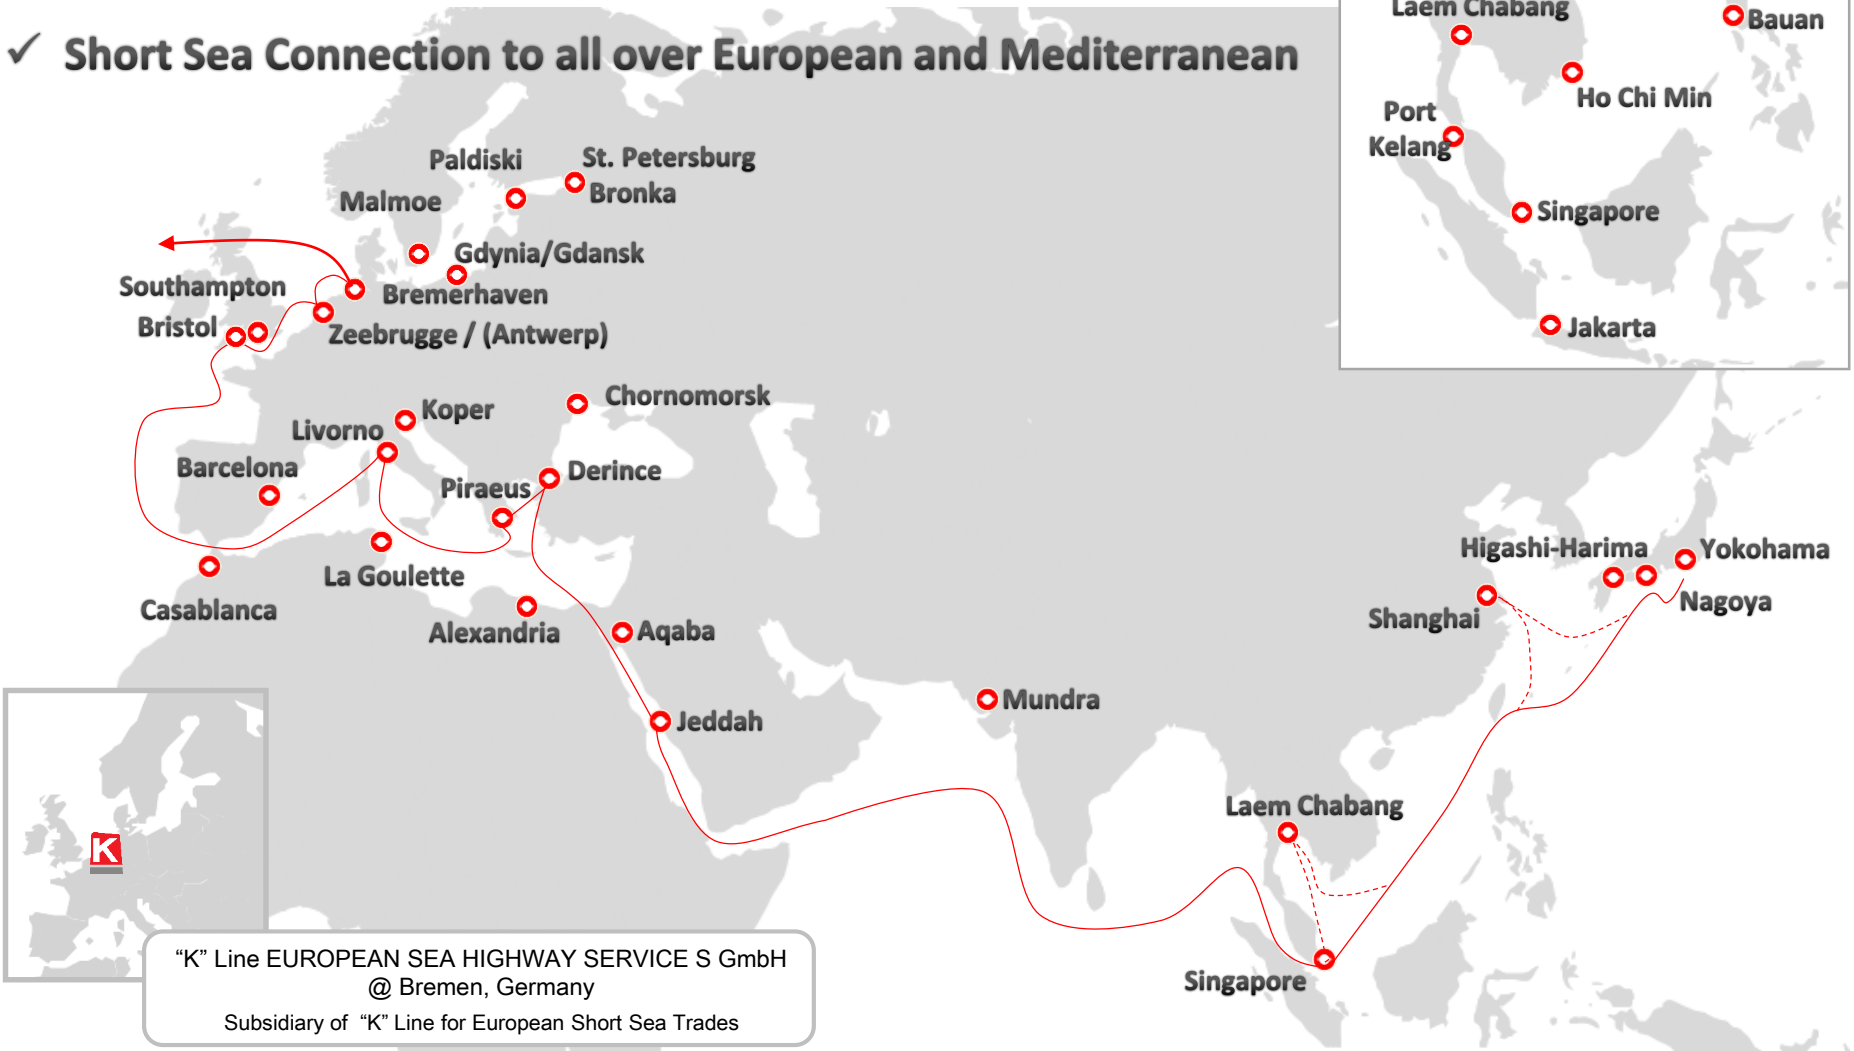 ✓ Short Sea Connection to all over European and Mediterranean
Laem Chabang
Bauan
Ho Chi Min
Port
Kelang
Singapore
Jakarta
Paldiski
St. Petersburg
Bronka
Malmoe
Gdynia/Gdansk
Southampton
Bremerhaven
Bristol
Zeebrugge / (Antwerp)
Chornomorsk
Koper
Livorno
Barcelona
Derince
Piraeus
La Goulette
Casablanca
Alexandria
Aqaba
Higashi-Harima
Yokohama
Nagoya
Shanghai
Mundra
Jeddah
Laem Chabang
Singapore
K
“K” Line EUROPEAN SEA HIGHWAY SERVICE S GmbH
@ Bremen, Germany
Subsidiary of “K” Line for European Short Sea Trades